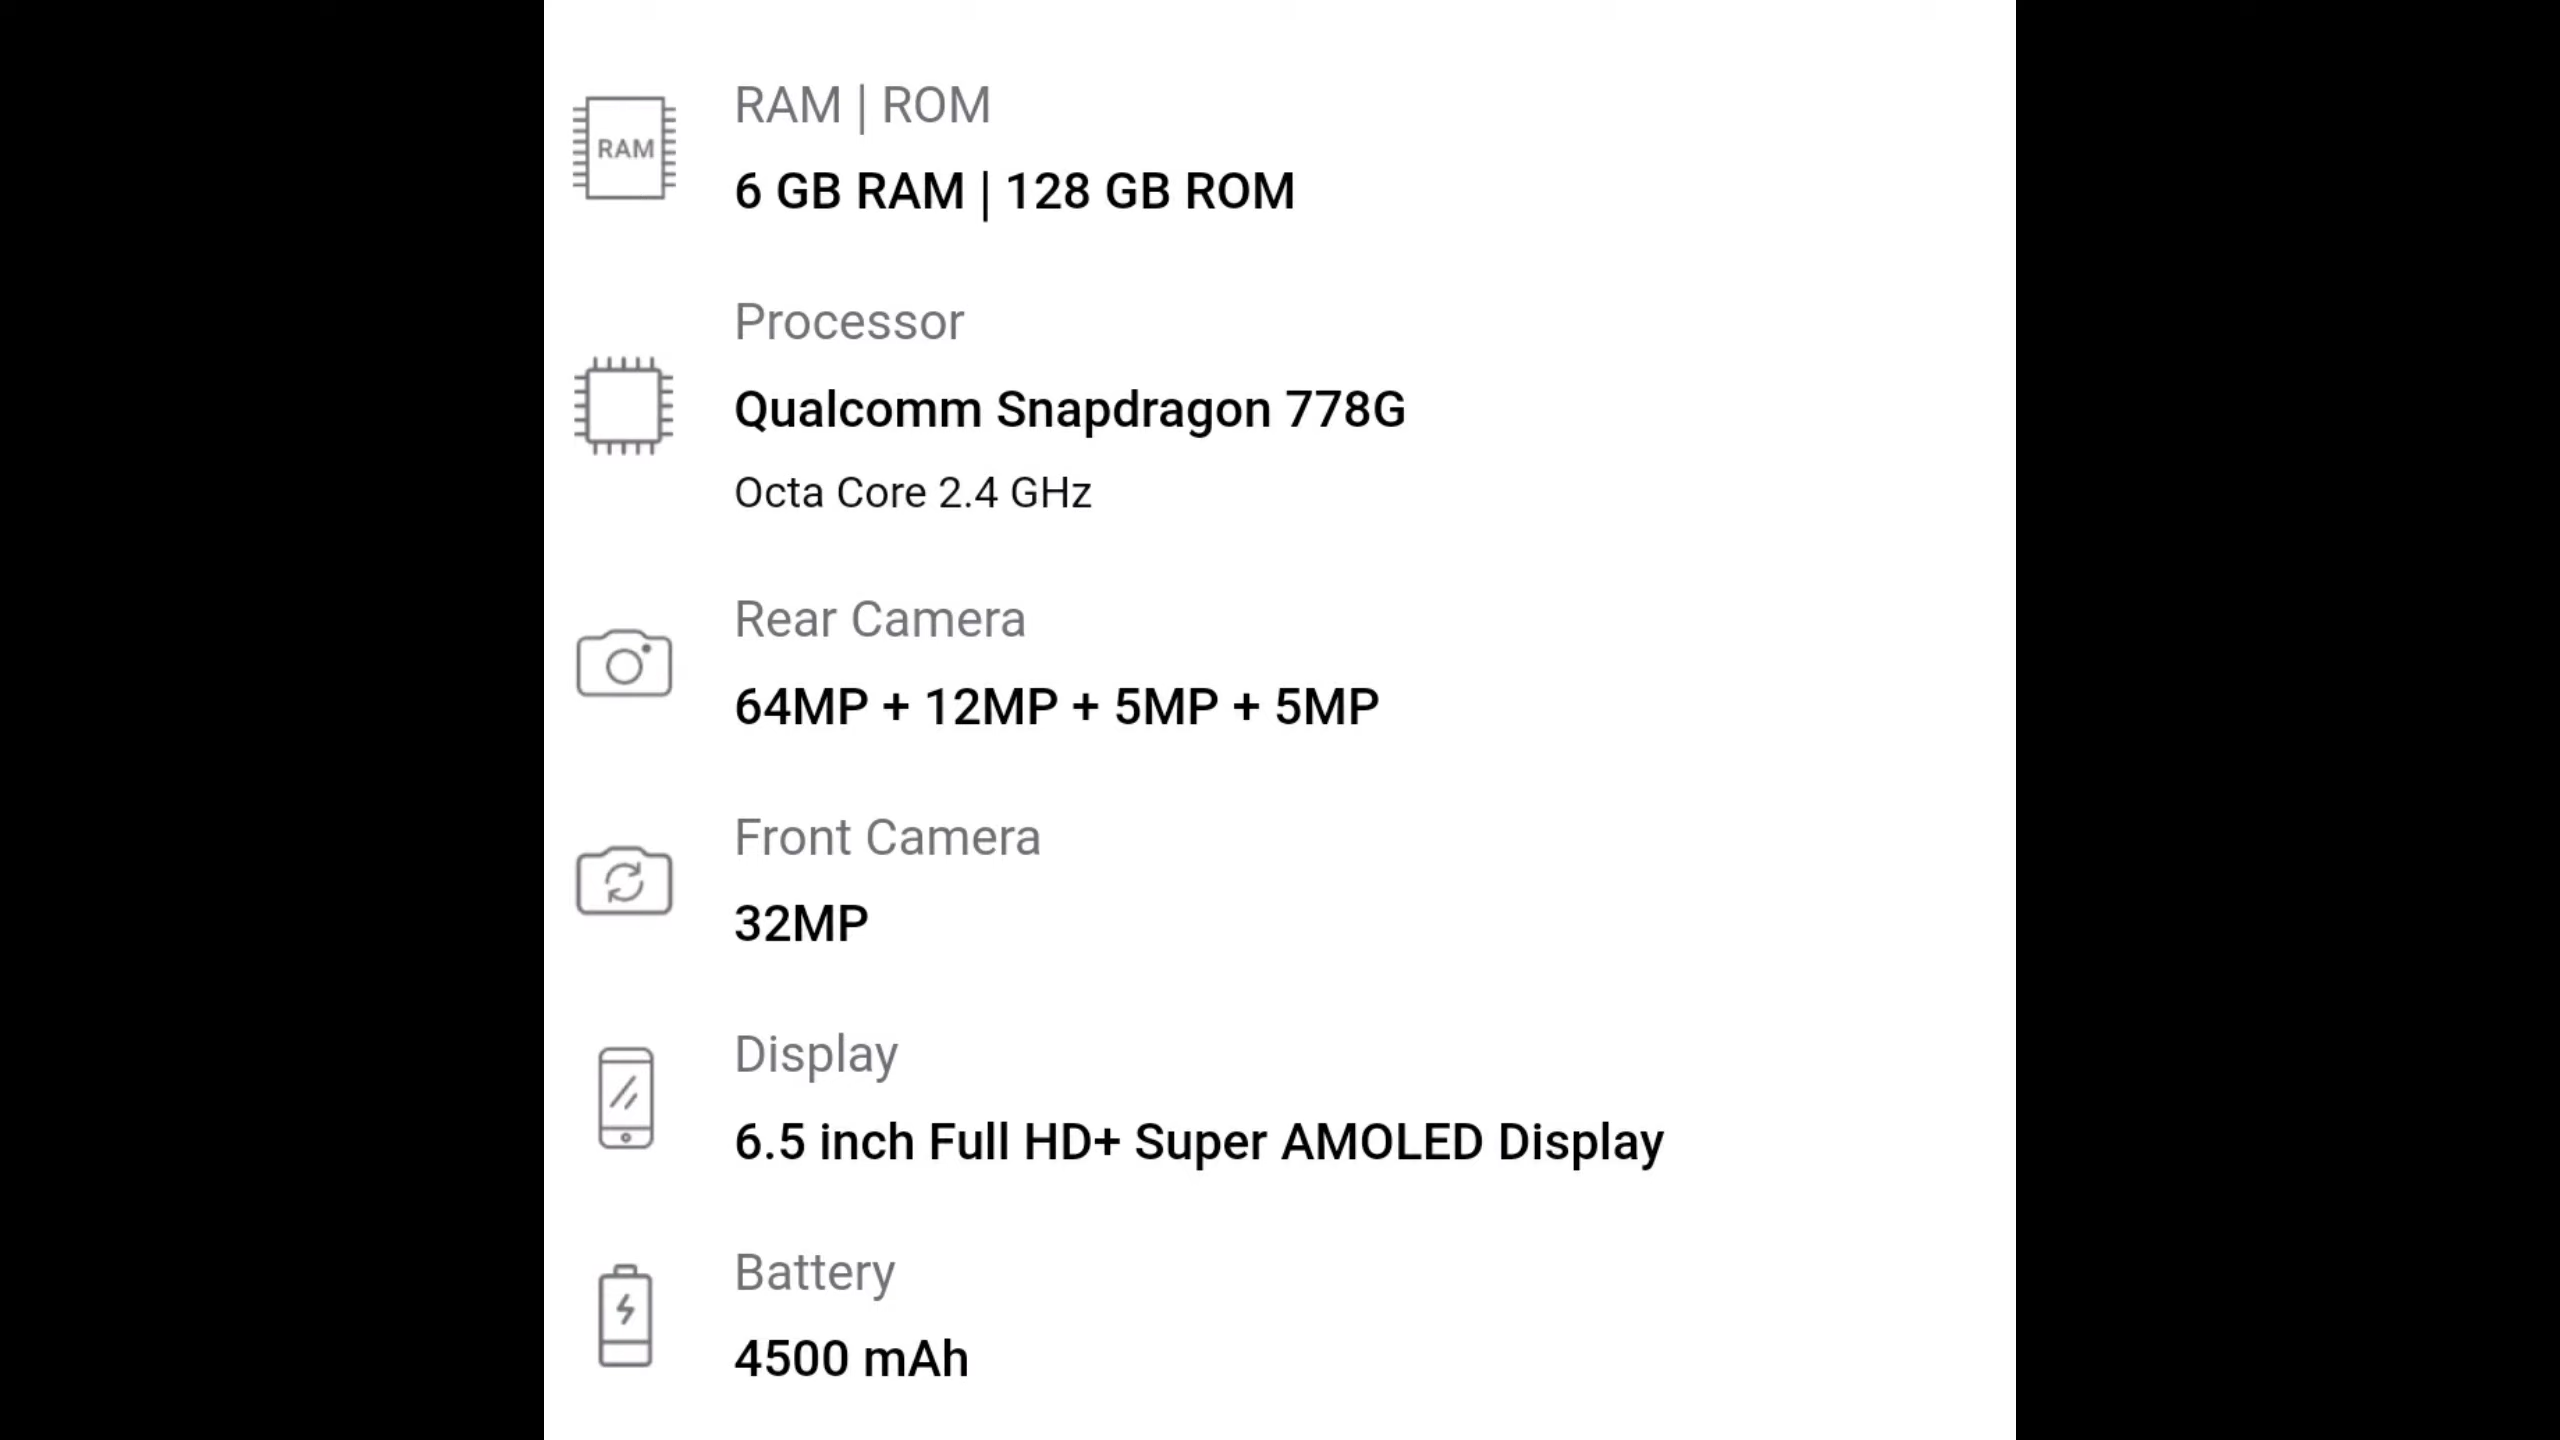 RAM | ROM
RAM
6 GB RAM | 128 GB ROM
Processor
Qualcomm Snapdragon 778G
Octa Core 2.4 GHz
Rear Camera
64MP + 12MP + 5MP + 5MP
Front Camera
32MP
Display
6.5 inch Full HD+ Super AMOLED Display
Battery
4500 mAh